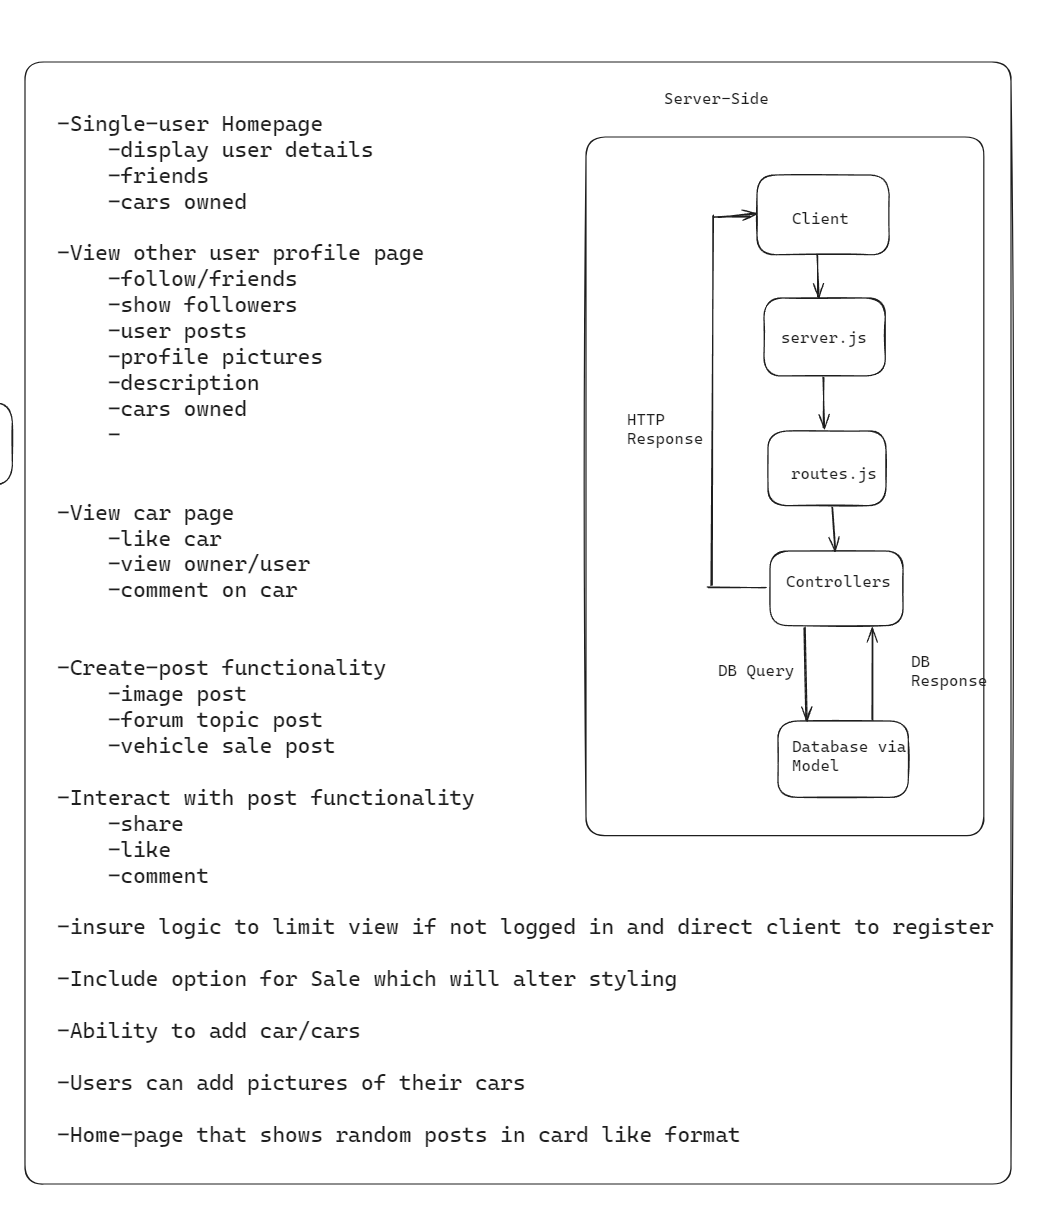 -Single-user Homepage
-display user details
-friends
-cars owned
-View other user profile page
-follow/friends
-show followers
-user posts
-profile pictures
-description
-cars owned
-
-View car page
-like car
-view owner/user
-comment on car
-Create-post functionality
-image post
-forum topic post
-vehicle sale post
-Interact with post functionality
-share
-like
-comment
-insure logic to limit view if not logged in and direct client to register
-Include option for Sale which will alter styling
-Ability to add car/cars
-Users can add pictures of their cars
-Home-page that shows random posts in card like format
Server-Side
Client
server.js
HTTP
Response
routes.js
Controllers
DB Query
DB
Response
Database via
Model